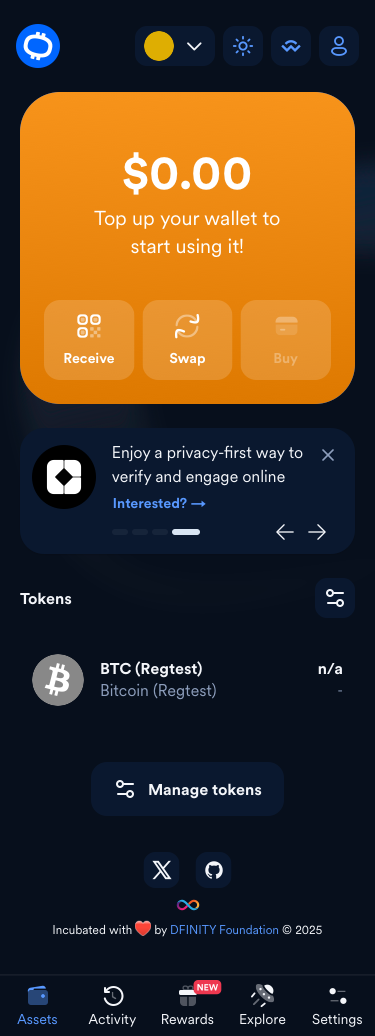 $0.00
Top up your wallet to
start using it!
Receive
Swap
Buy
Enjoy a privacy-first way to
verify and engage online
Interested? →
Tokens
BTC (Regtest)
n/a
Bitcoin (Regtest)
-
Manage tokens
Incubated with ❤️ by DFINITY Foundation © 2025
NEW
Assets
Activity
Rewards
Explore
Settings